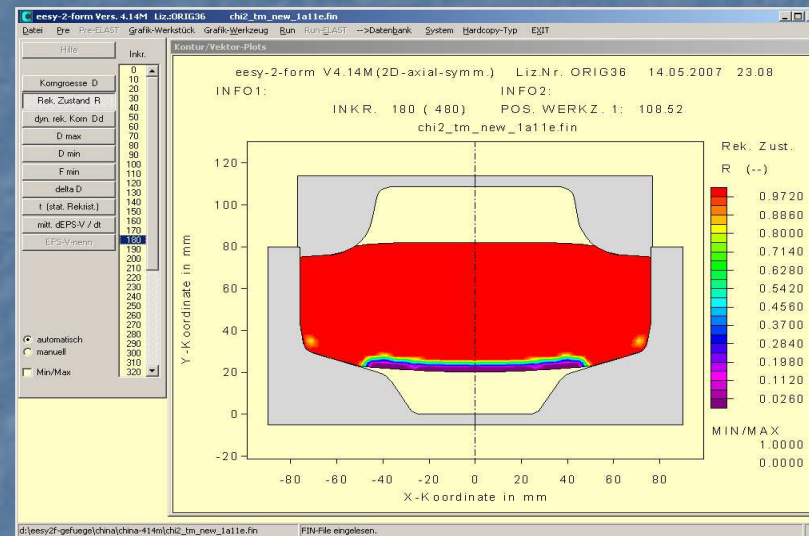 eesy-2-form Vers. 4.14M Liz.:ORIG36 chi2_tm_new_1a11e.fin
Datei Pre Pre-ELAST Grafik-Werkstück Grafik-Werkzeug Run Run-ELAST -->Datenbank System Hardcopy-Typ EXIT
Hilfe
Korngroesse D
Rek. Zustand R
dyn. rek. Korn Dd
D max
D min
F min
delta D
t (stat. Rekrist.)
mitt. dEPS-V / dt
EPS-V-nenn
automatisch
manuell
Min/Max
Inkr.
0
10
20
30
40
50
60
70
80
90
100
110
120
130
140
150
160
170
180
190
200
210
220
230
240
250
260
270
280
290
300
310
320
Kontur/Vektor-Plots
eesy-2-form V4.14M(2D-axial-symm.) Liz.Nr. ORIG36 14.05.2007 23.08
INFO1: INFO2:
INKR. 180 ( 480) POS. WERKZ. 1: 108.52
chi2_tm_new_1a11e.fin
Y-Koordinate in mm
120
100
80
60
40
20
0
-20
-80 -60 -40 -20 0 20 40 60 80
X-Koordinate in mm
Rek. Zust.
R (--)
0.9720
0.8860
0.8000
0.7140
0.6280
0.5420
0.4560
0.3700
0.2840
0.1980
0.1120
0.0260
MIN/MAX
1.0000
0.0000
d:\eesy2f-gefuege\china\china-414m\chi2_tm_new_1a11e.fin FIN-File eingelesen.